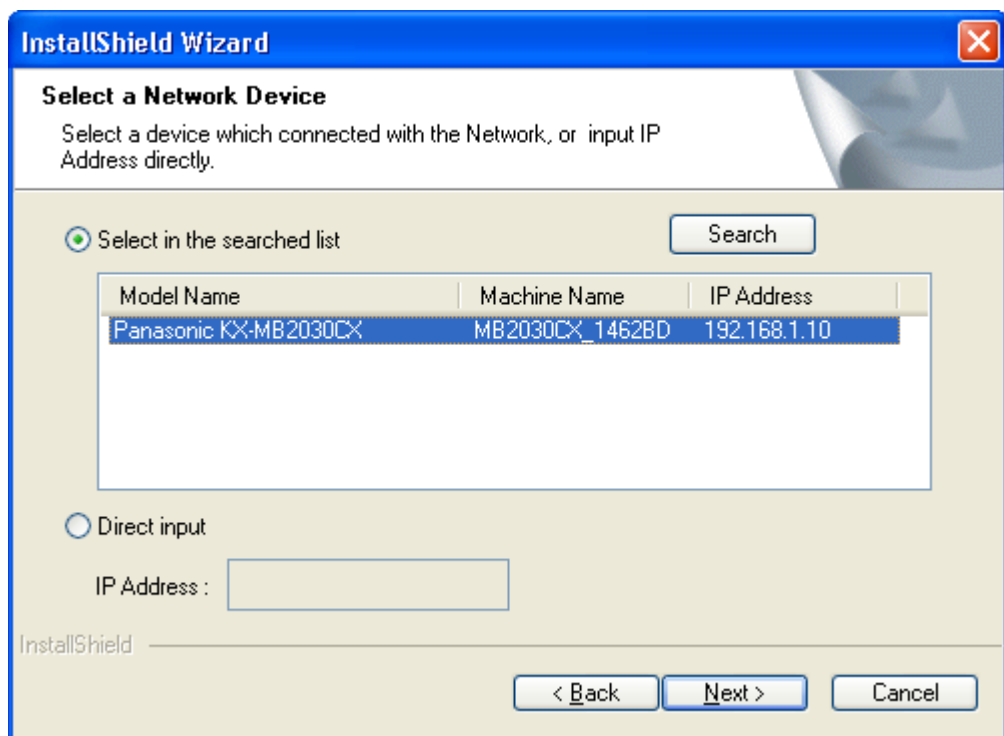 InstallShield Wizard
Select a Network Device
Select a device which connected with the Network, or input IP
Address directly.
Select in the searched list
Search
Model Name Machine Name IP Address
Panasonic KX-MB2030CX MB2030CX_1462BD 192.168.1.10
Direct input
IP Address :
InstallShield
< Back Next > Cancel